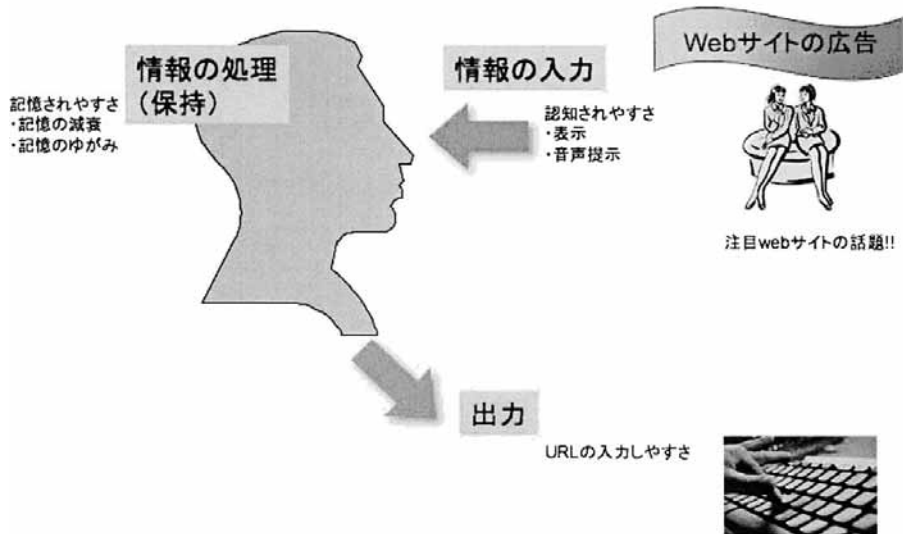 Webサイトの広告
情報の処理
（保持）
情報の入力
記憶されやすさ
・記憶の減衰
・記憶のゆがみ
認知されやすさ
・表示
・音声提示
注目webサイトの話題!!
出力
URLの入力しやすさ